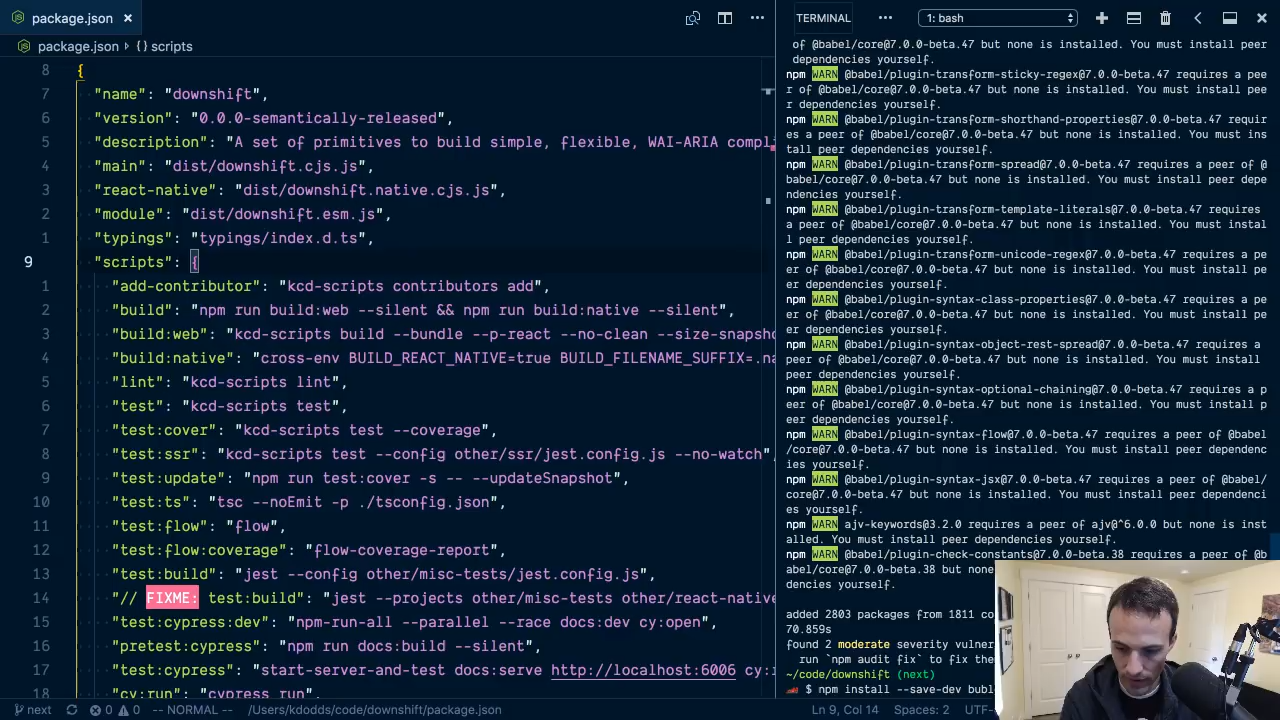 package.json
TERMINAL
1: bash
package.json
scripts
8 {
7 "name": "downshift",
6 "version": "0.0.0-semantically-released",
5 "description": "A set of primitives to build simple, flexible, WAI-ARIA compl
4 "main": "dist/downshift.cjs.js",
3 "react-native": "dist/downshift.native.cjs.js",
2 "module": "dist/downshift.esm.js",
1 "typings": "typings/index.d.ts",
9 "scripts": {
1 "add-contributor": "kcd-scripts contributors add",
2 "build": "npm run build:web --silent && npm run build:native --silent",
3 "build:web": "kcd-scripts build --bundle --p-react --no-clean --size-snapsho
4 "build:native": "cross-env BUILD_REACT_NATIVE=true BUILD_FILENAME_SUFFIX=.na
5 "lint": "kcd-scripts lint",
6 "test": "kcd-scripts test",
7 "test:cover": "kcd-scripts test --coverage",
8 "test:ssr": "kcd-scripts test --config other/ssr/jest.config.js --no-watch",
9 "test:update": "npm run test:cover -s -- --updateSnapshot",
10 "test:ts": "tsc --noEmit -p ./tsconfig.json",
11 "test:flow": "flow",
12 "test:flow:coverage": "flow-coverage-report",
13 "test:build": "jest --config other/misc-tests/jest.config.js",
14 "// FIXME: test:build": "jest --projects other/misc-tests other/react-native
15 "test:cypress:dev": "npm-run-all --parallel --race docs:dev cy:open",
16 "pretest:cypress": "npm run docs:build --silent",
17 "test:cypress": "start-server-and-test docs:serve http://localhost:6006 cy:r
18 "cy:run": "cypress run",
of @babel/core@7.0.0-beta.47 but none is installed. You must install peer
dependencies yourself.
npm WARN @babel/plugin-transform-sticky-regex@7.0.0-beta.47 requires a pee
r of @babel/core@7.0.0-beta.47 but none is installed. You must install pee
r dependencies yourself.
npm WARN @babel/plugin-transform-shorthand-properties@7.0.0-beta.47 requir
es a peer of @babel/core@7.0.0-beta.47 but none is installed. You must ins
tall peer dependencies yourself.
npm WARN @babel/plugin-transform-spread@7.0.0-beta.47 requires a peer of @
babel/core@7.0.0-beta.47 but none is installed. You must install peer depe
ndencies yourself.
npm WARN @babel/plugin-transform-template-literals@7.0.0-beta.47 requires
a peer of @babel/core@7.0.0-beta.47 but none is installed. You must instal
l peer dependencies yourself.
npm WARN @babel/plugin-transform-unicode-regex@7.0.0-beta.47 requires a pe
er of @babel/core@7.0.0-beta.47 but none is installed. You must install pe
er dependencies yourself.
npm WARN @babel/plugin-syntax-class-properties@7.0.0-beta.47 requires a pe
er of @babel/core@7.0.0-beta.47 but none is installed. You must install pe
er dependencies yourself.
npm WARN @babel/plugin-syntax-object-rest-spread@7.0.0-beta.47 requires a
peer of @babel/core@7.0.0-beta.47 but none is installed. You must install
peer dependencies yourself.
npm WARN @babel/plugin-syntax-optional-chaining@7.0.0-beta.47 requires a p
eer of @babel/core@7.0.0-beta.47 but none is installed. You must install p
eer dependencies yourself.
npm WARN @babel/plugin-syntax-flow@7.0.0-beta.47 requires a peer of @babel
/core@7.0.0-beta.47 but none is installed. You must install peer dependenc
ies yourself.
npm WARN @babel/plugin-syntax-jsx@7.0.0-beta.47 requires a peer of @babel/
core@7.0.0-beta.47 but none is installed. You must install peer dependenci
es yourself.
npm WARN ajv-keywords@3.2.0 requires a peer of ajv@^6.0.0 but none is inst
alled. You must install peer dependencies yourself.
npm WARN @babel/plugin-check-constants@7.0.0-beta.38 requires a peer of @b
abel/core@7.0.0-beta.38 but none
dencies yourself.
added 2803 packages from 1811 co
70.859s
found 2 moderate severity vulner
run `npm audit fix` to fix the
~/code/downshift (next)
$ npm install --save-dev bubl
next 0 0 -- NORMAL -- /Users/kdodds/code/downshift/package.json Ln 9, Col 14 Spaces: 2 UTF-